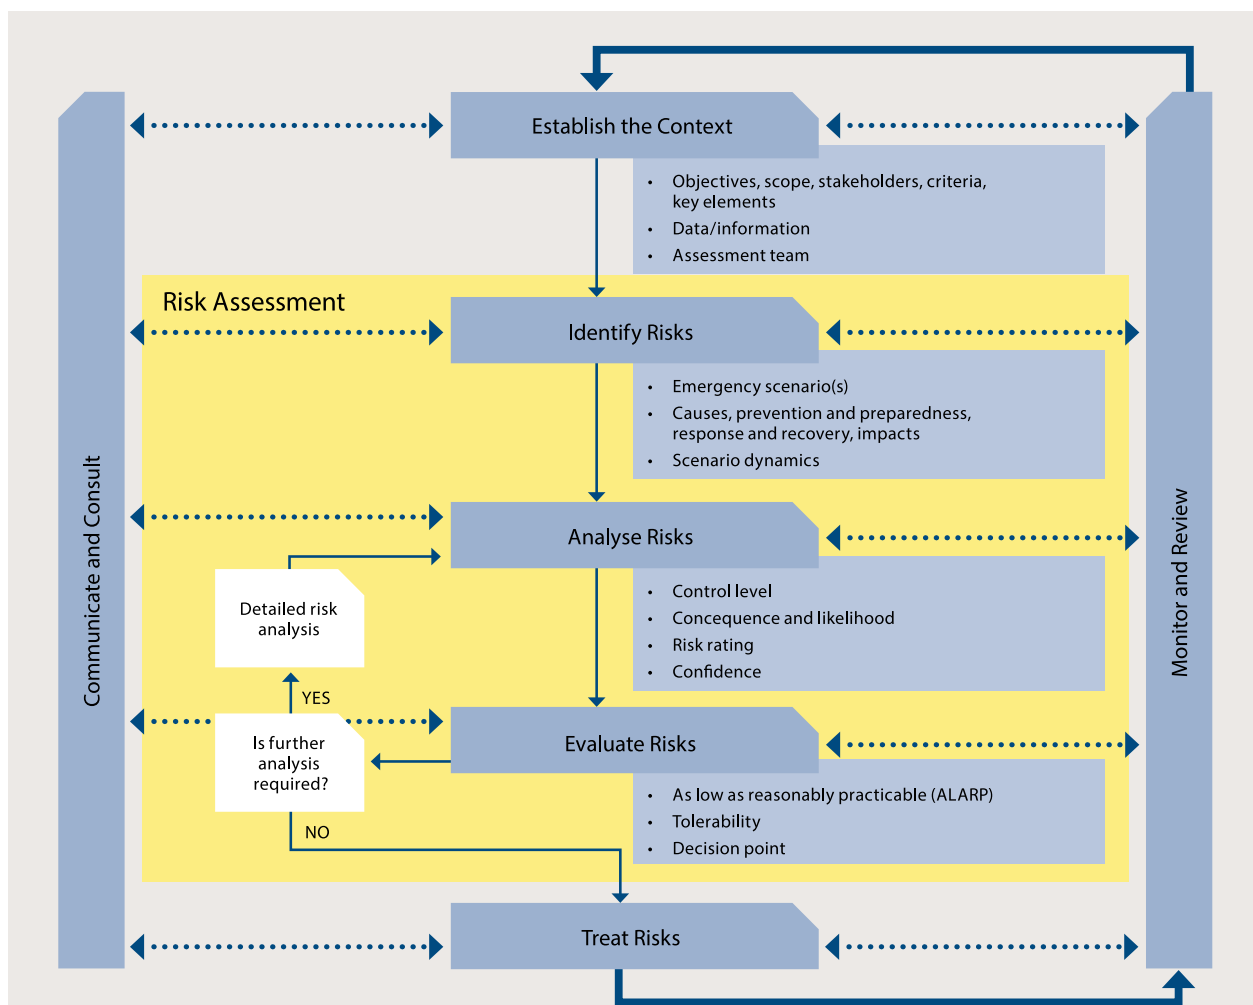 Establish the Context
• Objectives, scope, stakeholders, criteria,
key elements
• Data/information
• Assessment team
Risk Assessment
Identify Risks
• Emergency scenario(s)
• Causes, prevention and preparedness,
response and recovery, impacts
• Scenario dynamics
Communicate and Consult
Monitor and Review
Analyse Risks
• Control level
• Concequence and likelihood
• Risk rating
• Confidence
Detailed risk
analysis
YES
Is further
analysis
required?
NO
Evaluate Risks
• As low as reasonably practicable (ALARP)
• Tolerability
• Decision point
Treat Risks